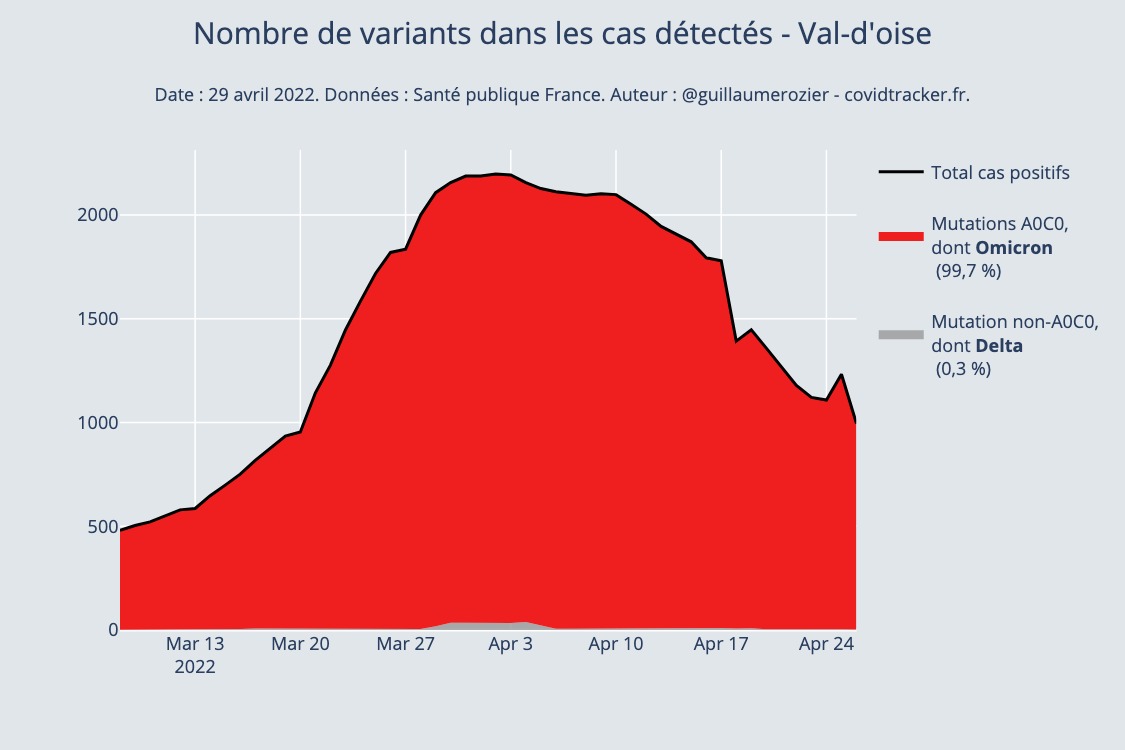 Nombre de variants dans les cas détectés - Val-d'oise
Date : 29 avril 2022. Données : Santé publique France. Auteur : @guillaumerozier - covidtracker.fr.
Total cas positifs
Mutations A0C0,
dont Omicron
(99,7 %)
Mutation non-A0C0,
dont Delta
(0,3 %)
2000
1500
1000
500
0
Mar 13
2022
Mar 20
Mar 27
Apr 3
Apr 10
Apr 17
Apr 24